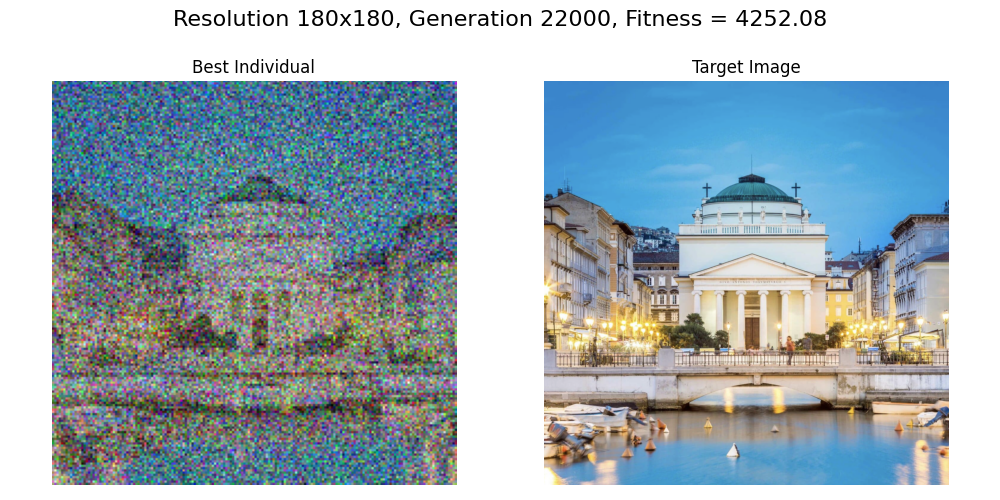 Resolution 180x180, Generation 22000, Fitness = 4252.08
Best Individual
Target Image